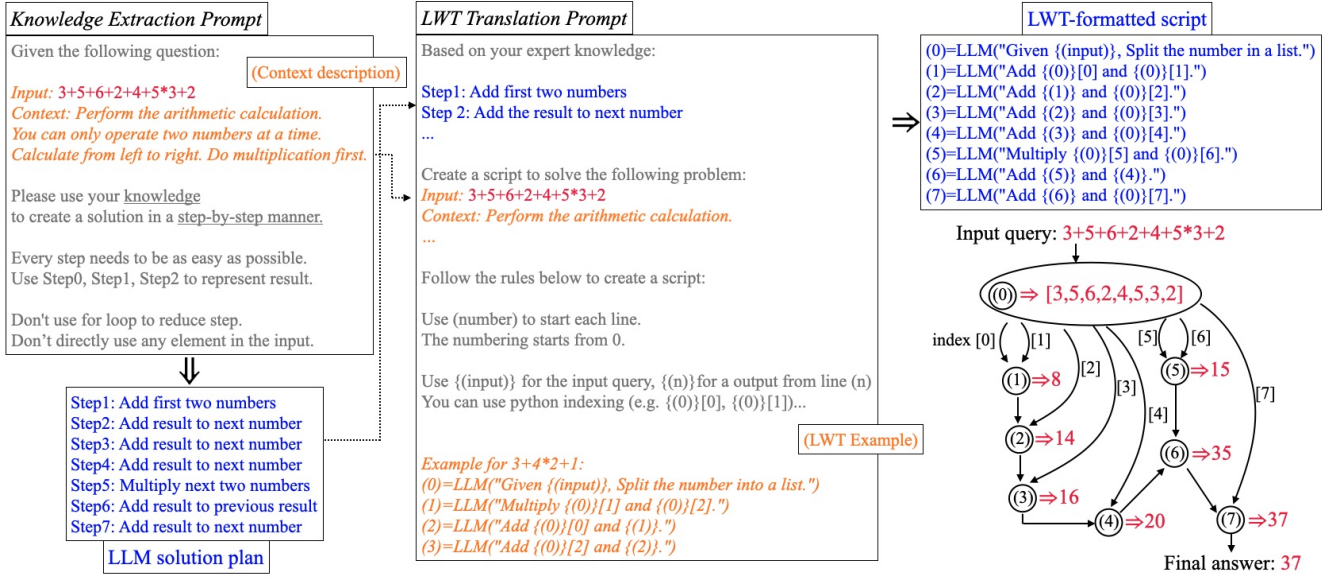 Knowledge Extraction Prompt
Given the following question:
(Context description)
Input: 3+5+6+2+4+5*3+2
Context: Perform the arithmetic calculation.
You can only operate two numbers at a time.
Calculate from left to right. Do multiplication first.
Please use your knowledge
to create a solution in a step-by-step manner.
Every step needs to be as easy as possible.
Use Step0, Step1, Step2 to represent result.
Don't use for loop to reduce step.
Don't directly use any element in the input.
Step1: Add first two numbers
Step2: Add result to next number
Step3: Add result to next number
Step4: Add result to next number
Step5: Multiply next two numbers
Step6: Add result to previous result
Step7: Add result to next number
LLM solution plan
LWT Translation Prompt
Based on your expert knowledge:
Step1: Add first two numbers
Step 2: Add the result to next number
...
Create a script to solve the following problem:
Input: 3+5+6+2+4+5*3+2
Context: Perform the arithmetic calculation.
...
Follow the rules below to create a script:
Use (number) to start each line.
The numbering starts from 0.
Use {(input)} for the input query, {(n)}for a output from line (n)
You can use python indexing (e.g. {(0)}[0], {(0)}[1])...
(LWT Example)
Example for 3+4*2+1:
(0)=LLM("Given {(input)}, Split the number into a list.")
(1)=LLM("Multiply {(0)}[1] and {(0)}[2].")
(2)=LLM("Add {(0)}[0] and {(1)}.")
(3)=LLM("Add {(0)}[2] and {(2)}.")
LWT-formatted script
(0)=LLM("Given {(input)}, Split the number in a list.")
(1)=LLM("Add {(0)}[0] and {(0)}[1].")
(2)=LLM("Add {(1)} and {(0)}[2].")
(3)=LLM("Add {(2)} and {(0)}[3].")
(4)=LLM("Add {(3)} and {(0)}[4].")
(5)=LLM("Multiply {(0)}[5] and {(0)}[6].")
(6)=LLM("Add {(5)} and {(4)}.")
(7)=LLM("Add {(6)} and {(0)}[7].")
Input query: 3+5+6+2+4+5*3+2
(0) ⇒ [3,5,6,2,4,5,3,2]
index [0] [1] [2] [3] [4] [5] [6] [7]
(1)⇒8
(5)⇒15
(2)⇒14
(6)⇒35
(3)⇒16
(4)⇒20
(7)⇒37
Final answer: 37